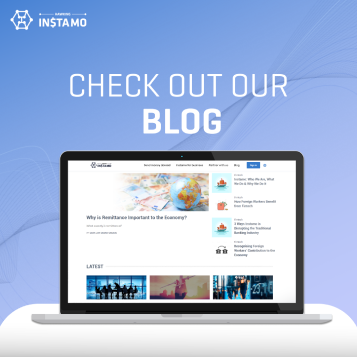 INSTAMO
CHECK OUT OUR
BLOG
INSTAMO
Blog
Why is Remittance Important to the Economy?
Instamo: Who We Are, What
We Do & Why We Do It
How Foreign Workers Benefit
from Fintech
3 Ways Instamo is
Disrupting the Traditional
Banking Industry
Recognising Foreign
Workers' Contribution to the
Economy
LATEST